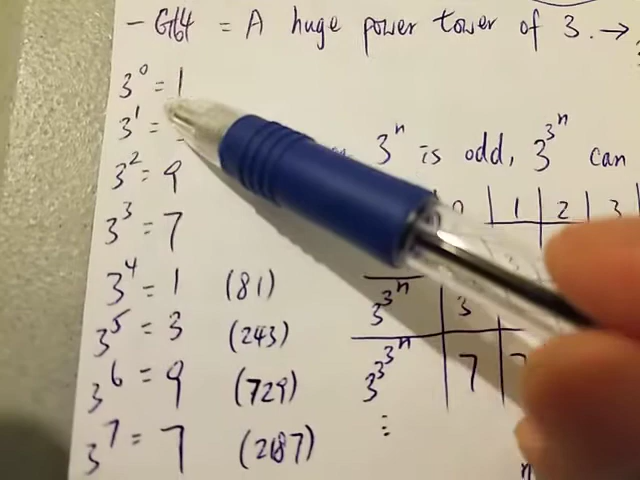 - G64 = A huge power tower of 3. →
3^0 = 1
3^1 =
3^n is odd, 3^3^n can
3^2 = 9
0 1 2 3
3^3 = 7
3^4 = 1 (81)
3^3^n 3
3^5 = 3 (243)
3^3^3^n 7 7
3^6 = 9 (729)
⋮
3^7 = 7 (2187)
n